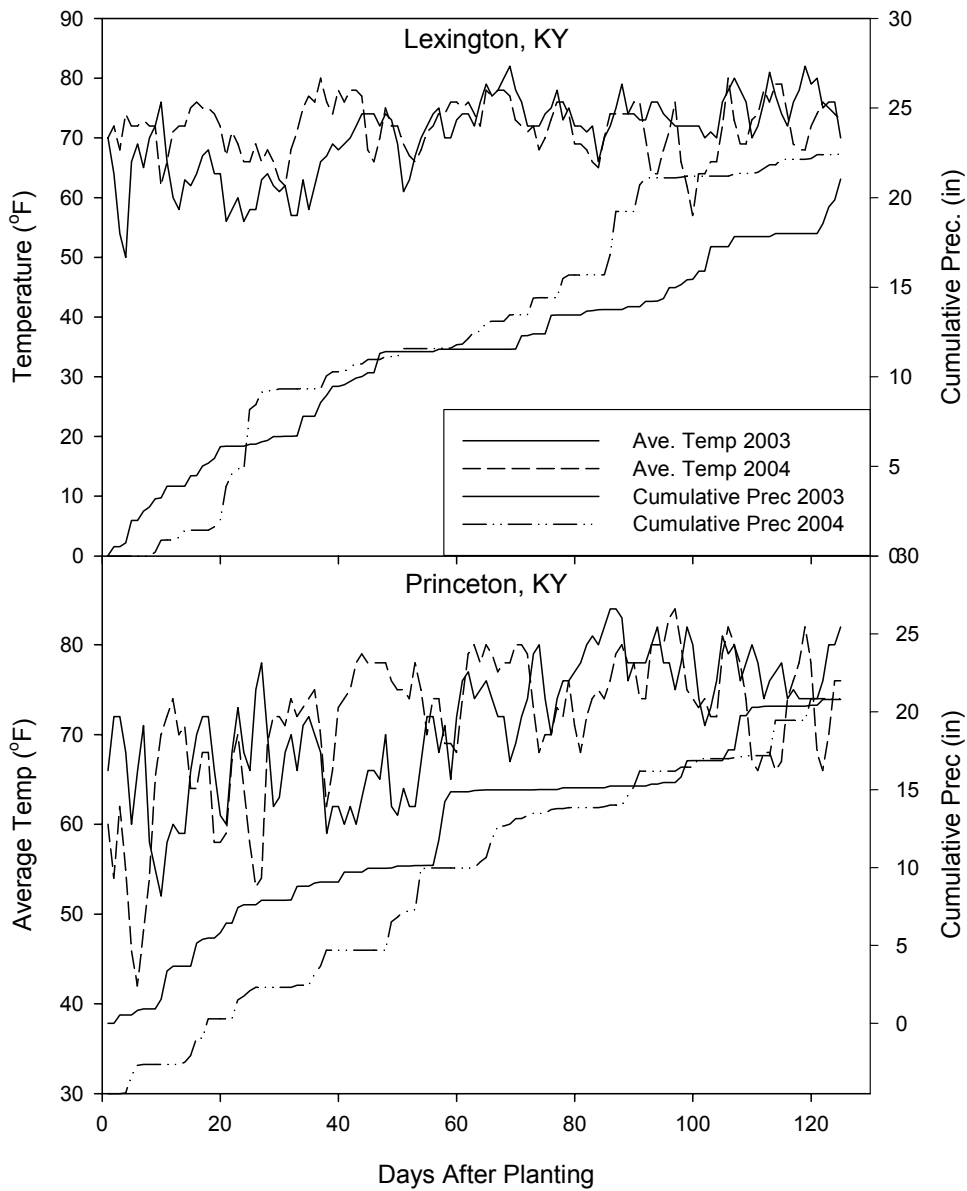 Lexington, KY
90
80
70
60
50
40
30
20
10
0
Temperature (°F)
30
25
20
15
10
5
0
Cumulative Prec. (in)
Ave. Temp 2003
Ave. Temp 2004
Cumulative Prec 2003
Cumulative Prec 2004
Princeton, KY
80
70
60
50
40
30
Average Temp (°F)
30
25
20
15
10
5
0
Cumulative Prec (in)
0 20 40 60 80 100 120
Days After Planting